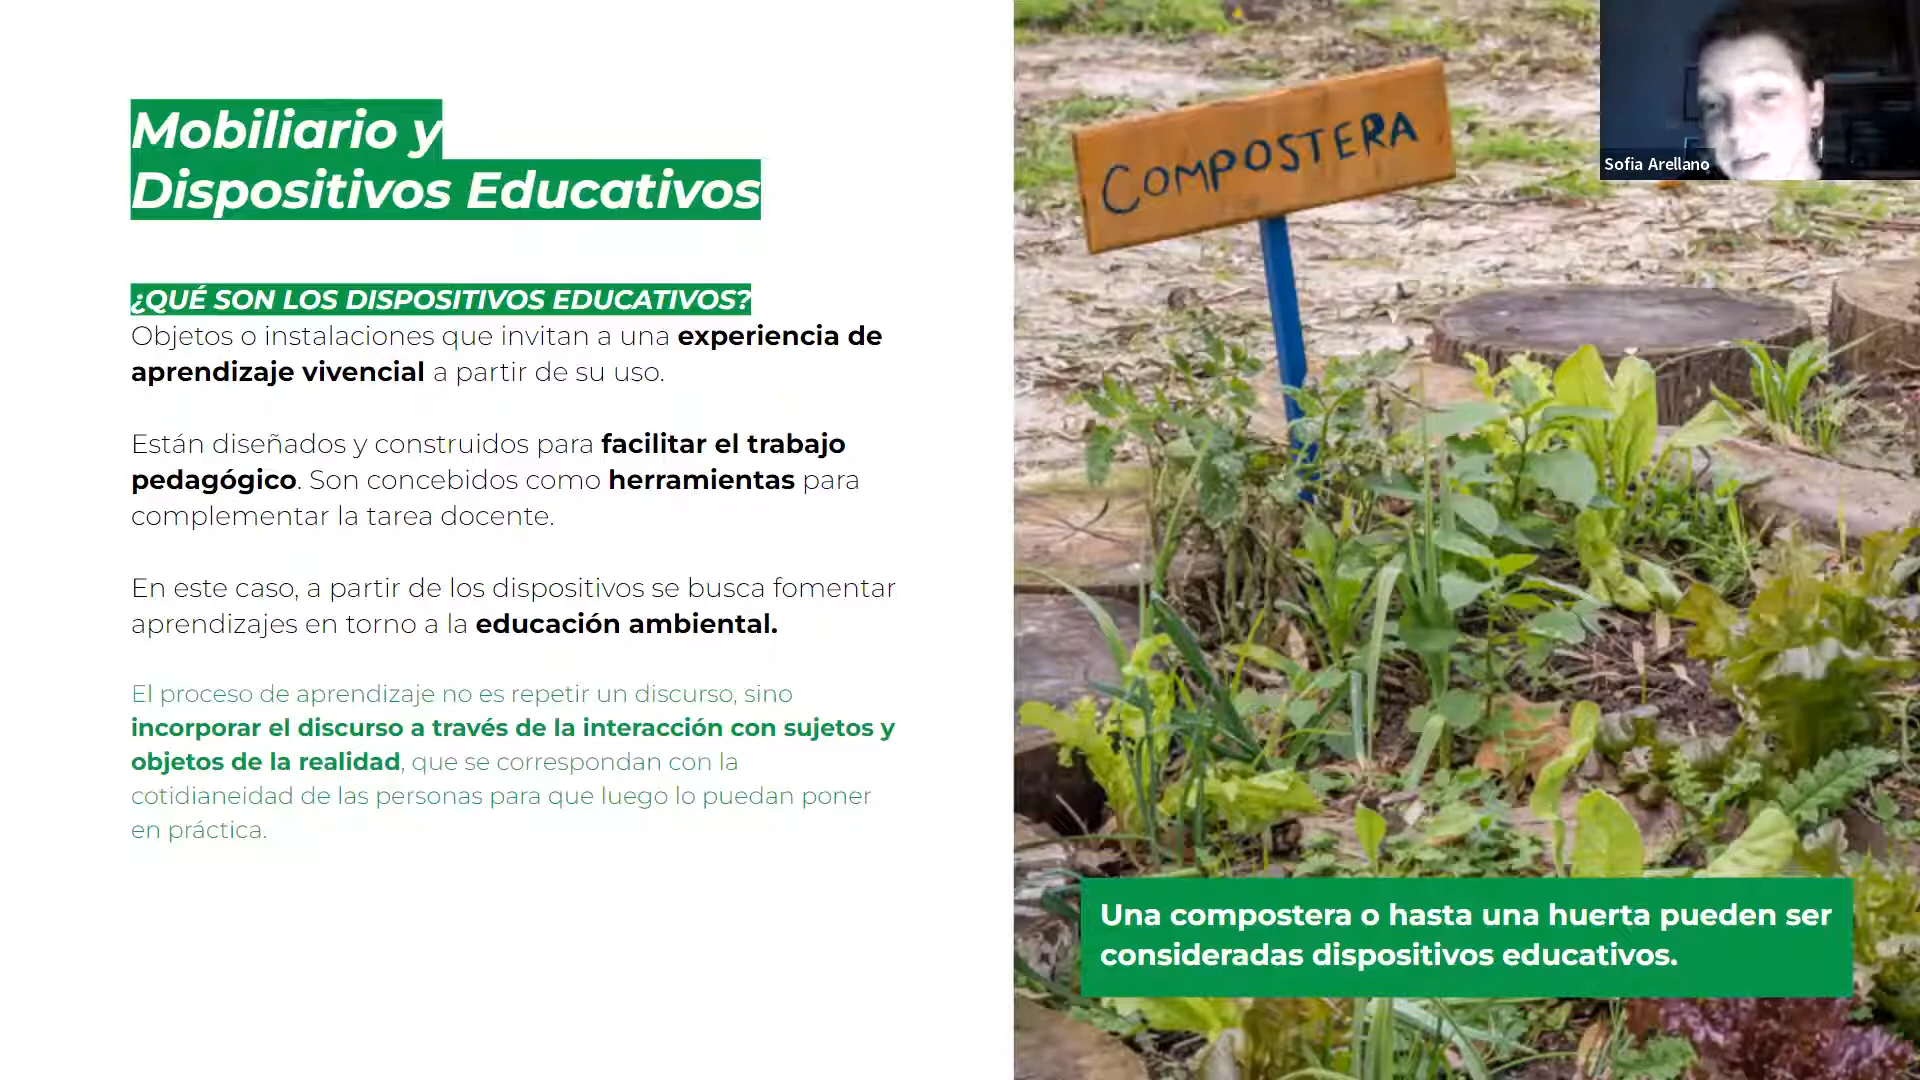 Mobiliario y
Dispositivos Educativos
¿QUÉ SON LOS DISPOSITIVOS EDUCATIVOS?
Objetos o instalaciones que invitan a una experiencia de
aprendizaje vivencial a partir de su uso.
Están diseñados y construidos para facilitar el trabajo
pedagógico. Son concebidos como herramientas para
complementar la tarea docente.
En este caso, a partir de los dispositivos se busca fomentar
aprendizajes en torno a la educación ambiental.
El proceso de aprendizaje no es repetir un discurso, sino
incorporar el discurso a través de la interacción con sujetos y
objetos de la realidad, que se correspondan con la
cotidianeidad de las personas para que luego lo puedan poner
en práctica.
COMPOSTERA
Sofia Arellano
Una compostera o hasta una huerta pueden ser
consideradas dispositivos educativos.